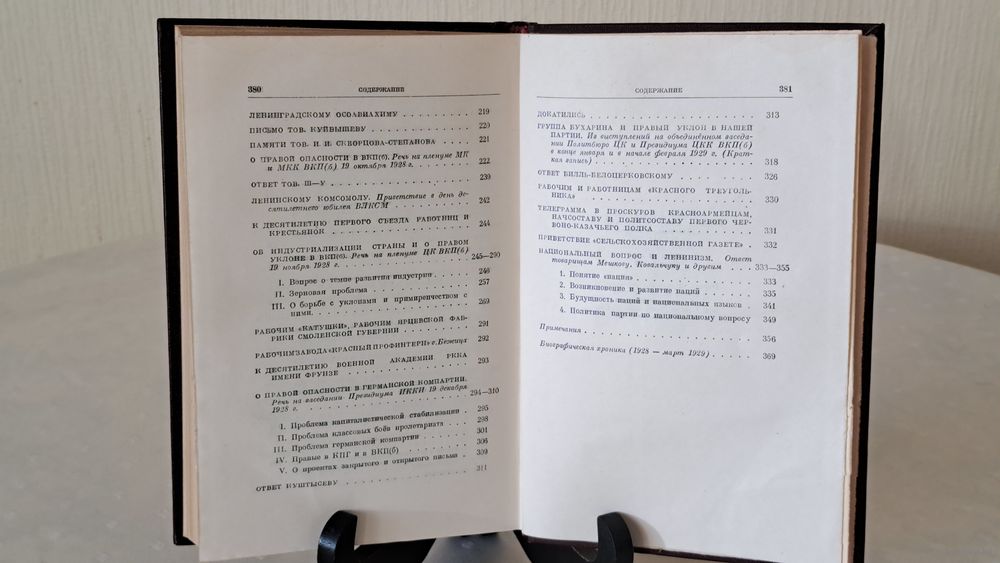 380
СОДЕРЖАНИЕ
ЛЕНИНГРАДСКОМУ ОСОАВИАХИМУ . . . . . . . . . 219
ПИСЬМО ТОВ. КУЙБЫШЕВУ . . . . . . . . . . . . 220
ПАМЯТИ ТОВ. И. И. СКВОРЦОВА-СТЕПАНОВА . . . . . 221
О ПРАВОЙ ОПАСНОСТИ В ВКП(б). Речь на пленуме МК
и МКК ВКП(б) 19 октября 1928 г. . . . . . . . . 222
ОТВЕТ ТОВ. Ш—У . . . . . . . . . . . . . . . 239
ЛЕНИНСКОМУ КОМСОМОЛУ. Приветствие в день де-
сятилетнего юбилея ВЛКСМ . . . . . . . . . . 242
К ДЕСЯТИЛЕТИЮ ПЕРВОГО СЪЕЗДА РАБОТНИЦ И
КРЕСТЬЯНОК . . . . . . . . . . . . . . . . 244
ОБ ИНДУСТРИАЛИЗАЦИИ СТРАНЫ И О ПРАВОМ
УКЛОНЕ В ВКП(б). Речь на пленуме ЦК ВКП(б)
19 ноября 1928 г. . . . . . . . . . . . . . 245—290
I. Вопрос о темпе развития индустрии . . . . . . 246
II. Зерновая проблема . . . . . . . . . . . . 257
III. О борьбе с уклонами и примиренчеством с
ними . . . . . . . . . . . . . . . . . 269
РАБОЧИМ «КАТУШКИ», РАБОЧИМ ЯРЦЕВСКОЙ ФАБ-
РИКИ СМОЛЕНСКОЙ ГУБЕРНИИ . . . . . . . . . 291
РАБОЧИМ ЗАВОДА «КРАСНЫЙ ПРОФИНТЕРН» г. Бежица 292
К ДЕСЯТИЛЕТИЮ ВОЕННОЙ АКАДЕМИИ РККА
ИМЕНИ ФРУНЗЕ . . . . . . . . . . . . . . 293
О ПРАВОЙ ОПАСНОСТИ В ГЕРМАНСКОЙ КОМПАРТИИ.
Речь на заседании Президиума ИККИ 19 декабря
1928 г. . . . . . . . . . . . . . . . . . 294—310
I. Проблема капиталистической стабилизации . 295
II. Проблема классовых боёв пролетариата . . . 298
III. Проблема германской компартии . . . . . . 301
IV. Правые в КПГ и в ВКП(б) . . . . . . . . 306
V. О проектах закрытого и открытого письма . 309
ОТВЕТ КУШТЫСЕВУ . . . . . . . . . . . . . 311
СОДЕРЖАНИЕ
381
ДОКАТИЛИСЬ . . . . . . . . . . . . . . . . 313
ГРУППА БУХАРИНА И ПРАВЫЙ УКЛОН В НАШЕЙ
ПАРТИИ. Из выступлений на объединённом заседа-
нии Политбюро ЦК и Президиума ЦКК ВКП(б)
в конце января и в начале февраля 1929 г. (Крат-
кая запись) . . . . . . . . . . . . . . . 318
ОТВЕТ БИЛЛЬ-БЕЛОЦЕРКОВСКОМУ . . . . . . . . 326
РАБОЧИМ И РАБОТНИЦАМ «КРАСНОГО ТРЕУГОЛЬ-
НИКА» . . . . . . . . . . . . . . . . . 330
ТЕЛЕГРАММА В ПРОСКУРОВ КРАСНОАРМЕЙЦАМ,
НАЧСОСТАВУ И ПОЛИТСОСТАВУ ПЕРВОГО ЧЕР-
ВОННО-КАЗАЧЬЕГО ПОЛКА . . . . . . . . . . 331
ПРИВЕТСТВИЕ «СЕЛЬСКОХОЗЯЙСТВЕННОЙ ГАЗЕТЕ» . 332
НАЦИОНАЛЬНЫЙ ВОПРОС И ЛЕНИНИЗМ. Ответ
товарищам Мешкову, Ковальчуку и другим . . . 333—355
1. Понятие «нация» . . . . . . . . . . . . . 333
2. Возникновение и развитие наций . . . . . . . 335
3. Будущность наций и национальных языков . . 341
4. Политика партии по национальному вопросу 349
Примечания . . . . . . . . . . . . . . . . 356
Биографическая хроника (1928 — март 1929) . . . . . 369